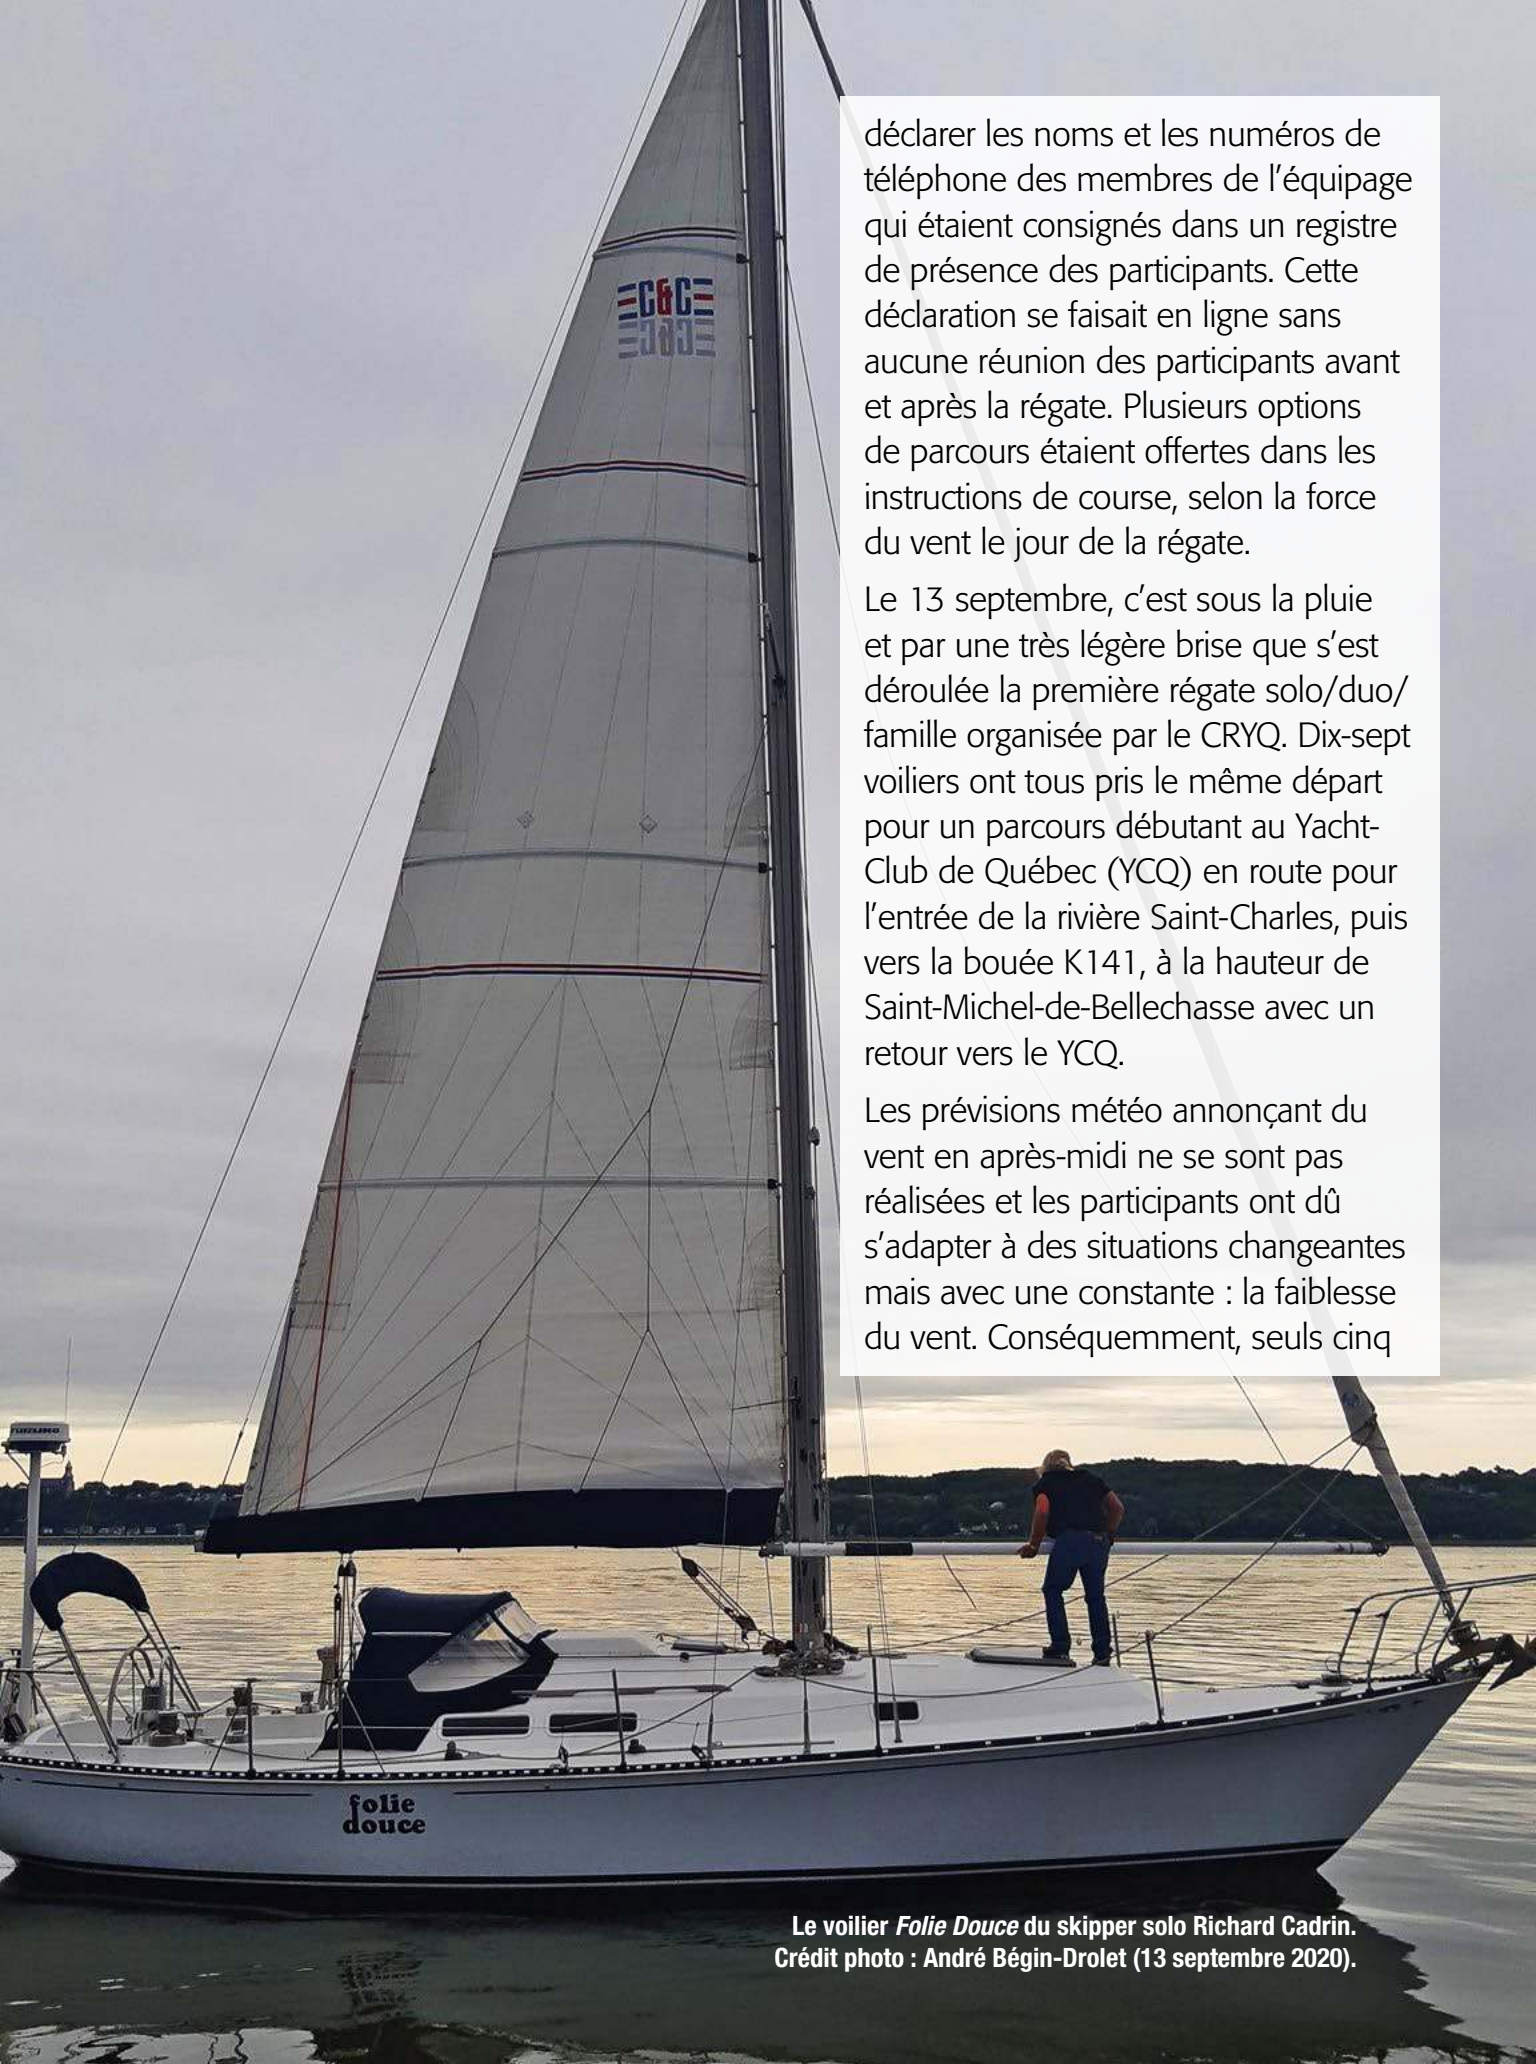 déclarer les noms et les numéros de
téléphone des membres de l’équipage
qui étaient consignés dans un registre
de présence des participants. Cette
déclaration se faisait en ligne sans
aucune réunion des participants avant
et après la régate. Plusieurs options
de parcours étaient offertes dans les
instructions de course, selon la force
du vent le jour de la régate.
Le 13 septembre, c’est sous la pluie
et par une très légère brise que s’est
déroulée la première régate solo/duo/
famille organisée par le CRYQ. Dix-sept
voiliers ont tous pris le même départ
pour un parcours débutant au Yacht-
Club de Québec (YCQ) en route pour
l’entrée de la rivière Saint-Charles, puis
vers la bouée K141, à la hauteur de
Saint-Michel-de-Bellechasse avec un
retour vers le YCQ.
Les prévisions météo annonçant du
vent en après-midi ne se sont pas
réalisées et les participants ont dû
s’adapter à des situations changeantes
mais avec une constante : la faiblesse
du vent. Conséquemment, seuls cinq
C&C
FURUNO
folie
douce
Le voilier Folie Douce du skipper solo Richard Cadrin.
Crédit photo : André Bégin-Drolet (13 septembre 2020).